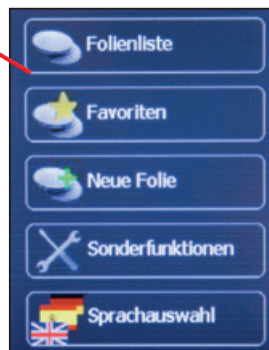 Folienliste
Favoriten
Neue Folie
Sonderfunktionen
Sprachauswahl